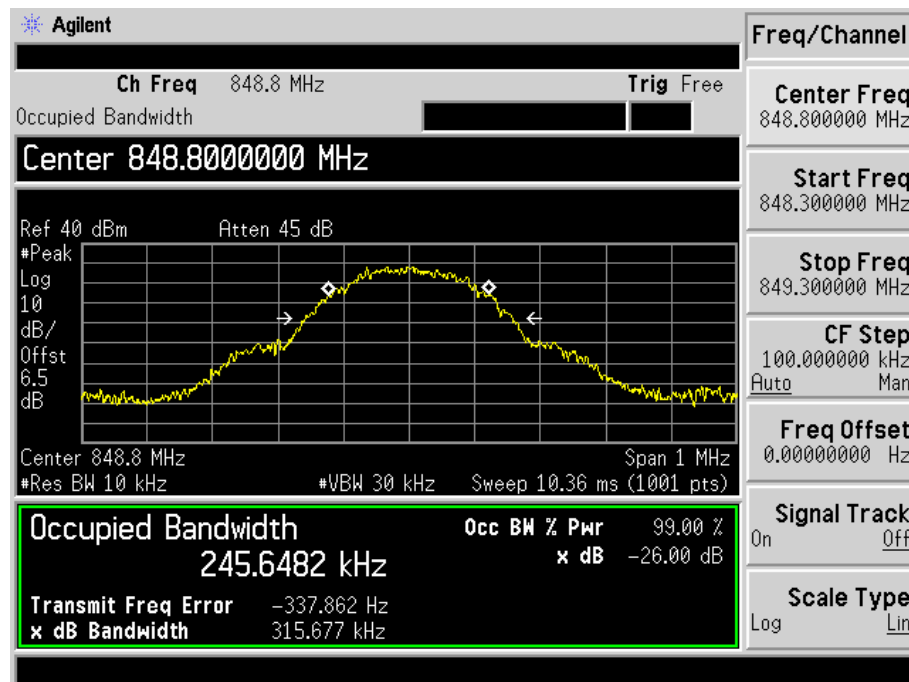 Agilent
Freq/Channel
Ch Freq 848.8 MHz Trig Free
Occupied Bandwidth
Center 848.8000000 MHz
Ref 40 dBm Atten 45 dB
#Peak
Log
10
dB/
Offst
6.5
dB
Center 848.8 MHz Span 1 MHz
#Res BW 10 kHz #VBW 30 kHz Sweep 10.36 ms (1001 pts)
Occupied Bandwidth
245.6482 kHz
Occ BW % Pwr 99.00 %
x dB -26.00 dB
Transmit Freq Error -337.862 Hz
x dB Bandwidth 315.677 kHz
Center Freq
848.800000 MHz
Start Freq
848.300000 MHz
Stop Freq
849.300000 MHz
CF Step
100.000000 kHz
Auto Man
Freq Offset
0.00000000 Hz
Signal Track
On Off
Scale Type
Log Lin